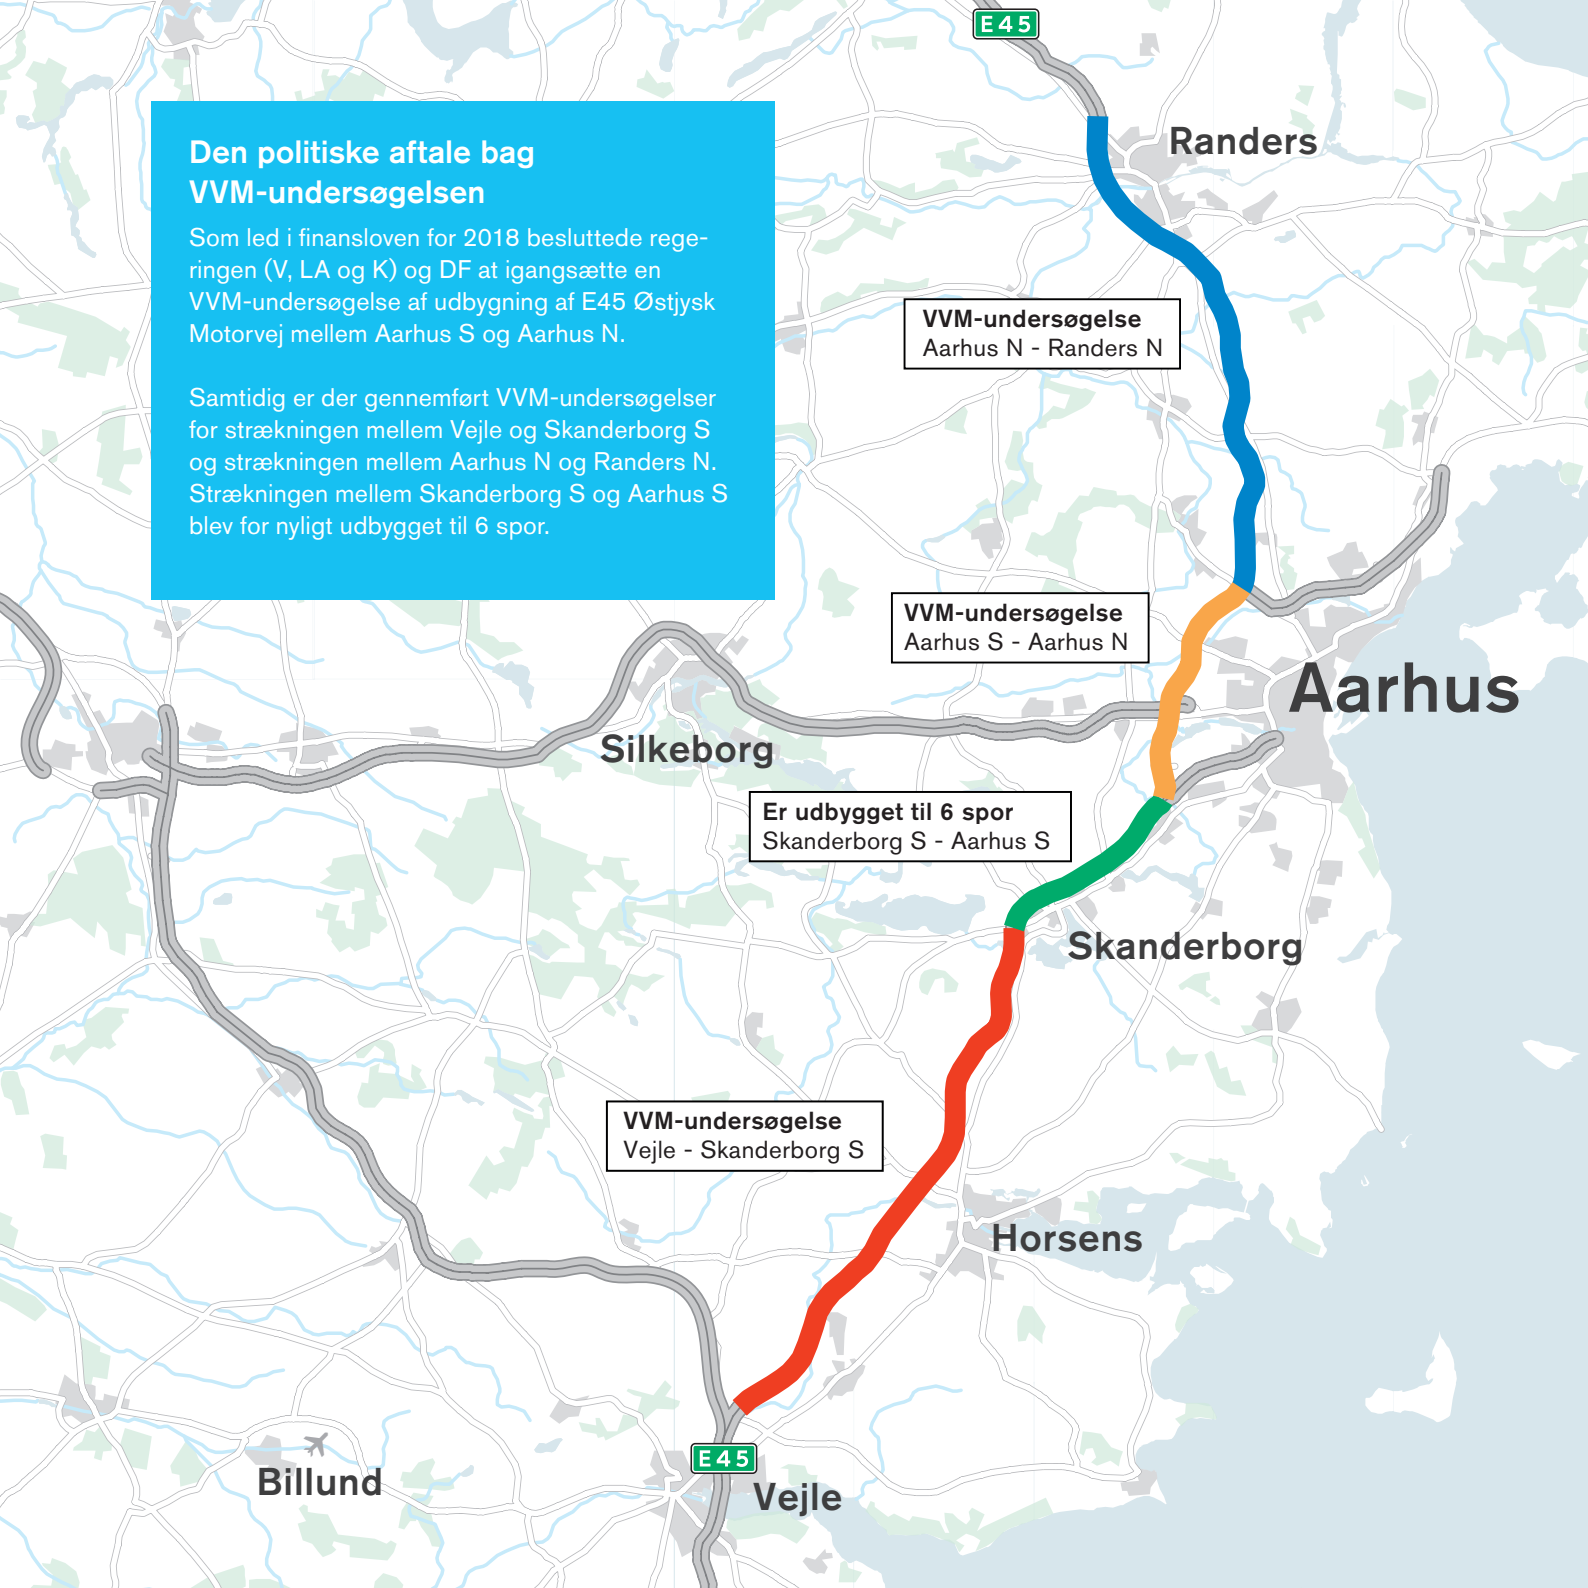 E45
Randers
Den politiske aftale bag
VVM-undersøgelsen
Som led i finansloven for 2018 besluttede rege-
ringen (V, LA og K) og DF at igangsætte en
VVM-undersøgelse af udbygning af E45 Østjysk
Motorvej mellem Aarhus S og Aarhus N.
Samtidig er der gennemført VVM-undersøgelser
for strækningen mellem Vejle og Skanderborg S
og strækningen mellem Aarhus N og Randers N.
Strækningen mellem Skanderborg S og Aarhus S
blev for nyligt udbygget til 6 spor.
VVM-undersøgelse
Aarhus N - Randers N
VVM-undersøgelse
Aarhus S - Aarhus N
Aarhus
Silkeborg
Er udbygget til 6 spor
Skanderborg S - Aarhus S
Skanderborg
VVM-undersøgelse
Vejle - Skanderborg S
Horsens
E45
Billund
Vejle